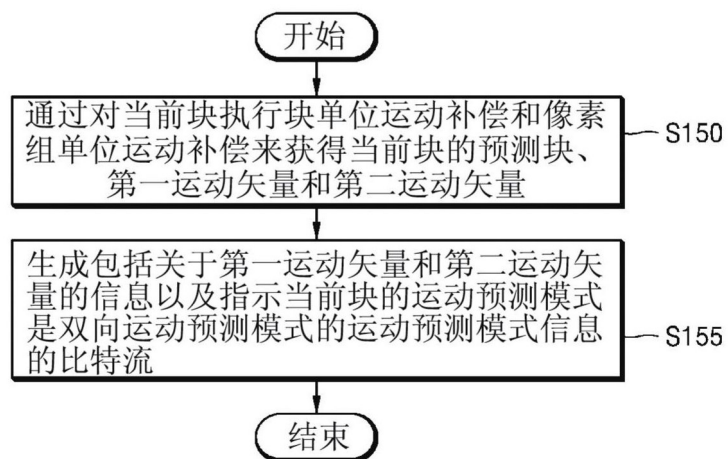 开始
通过对当前块执行块单位运动补偿和像素
组单位运动补偿来获得当前块的预测块、
第一运动矢量和第二运动矢量
S150
生成包括关于第一运动矢量和第二运动矢
量的信息以及指示当前块的运动预测模式
是双向运动预测模式的运动预测模式信息
的比特流
S155
结束